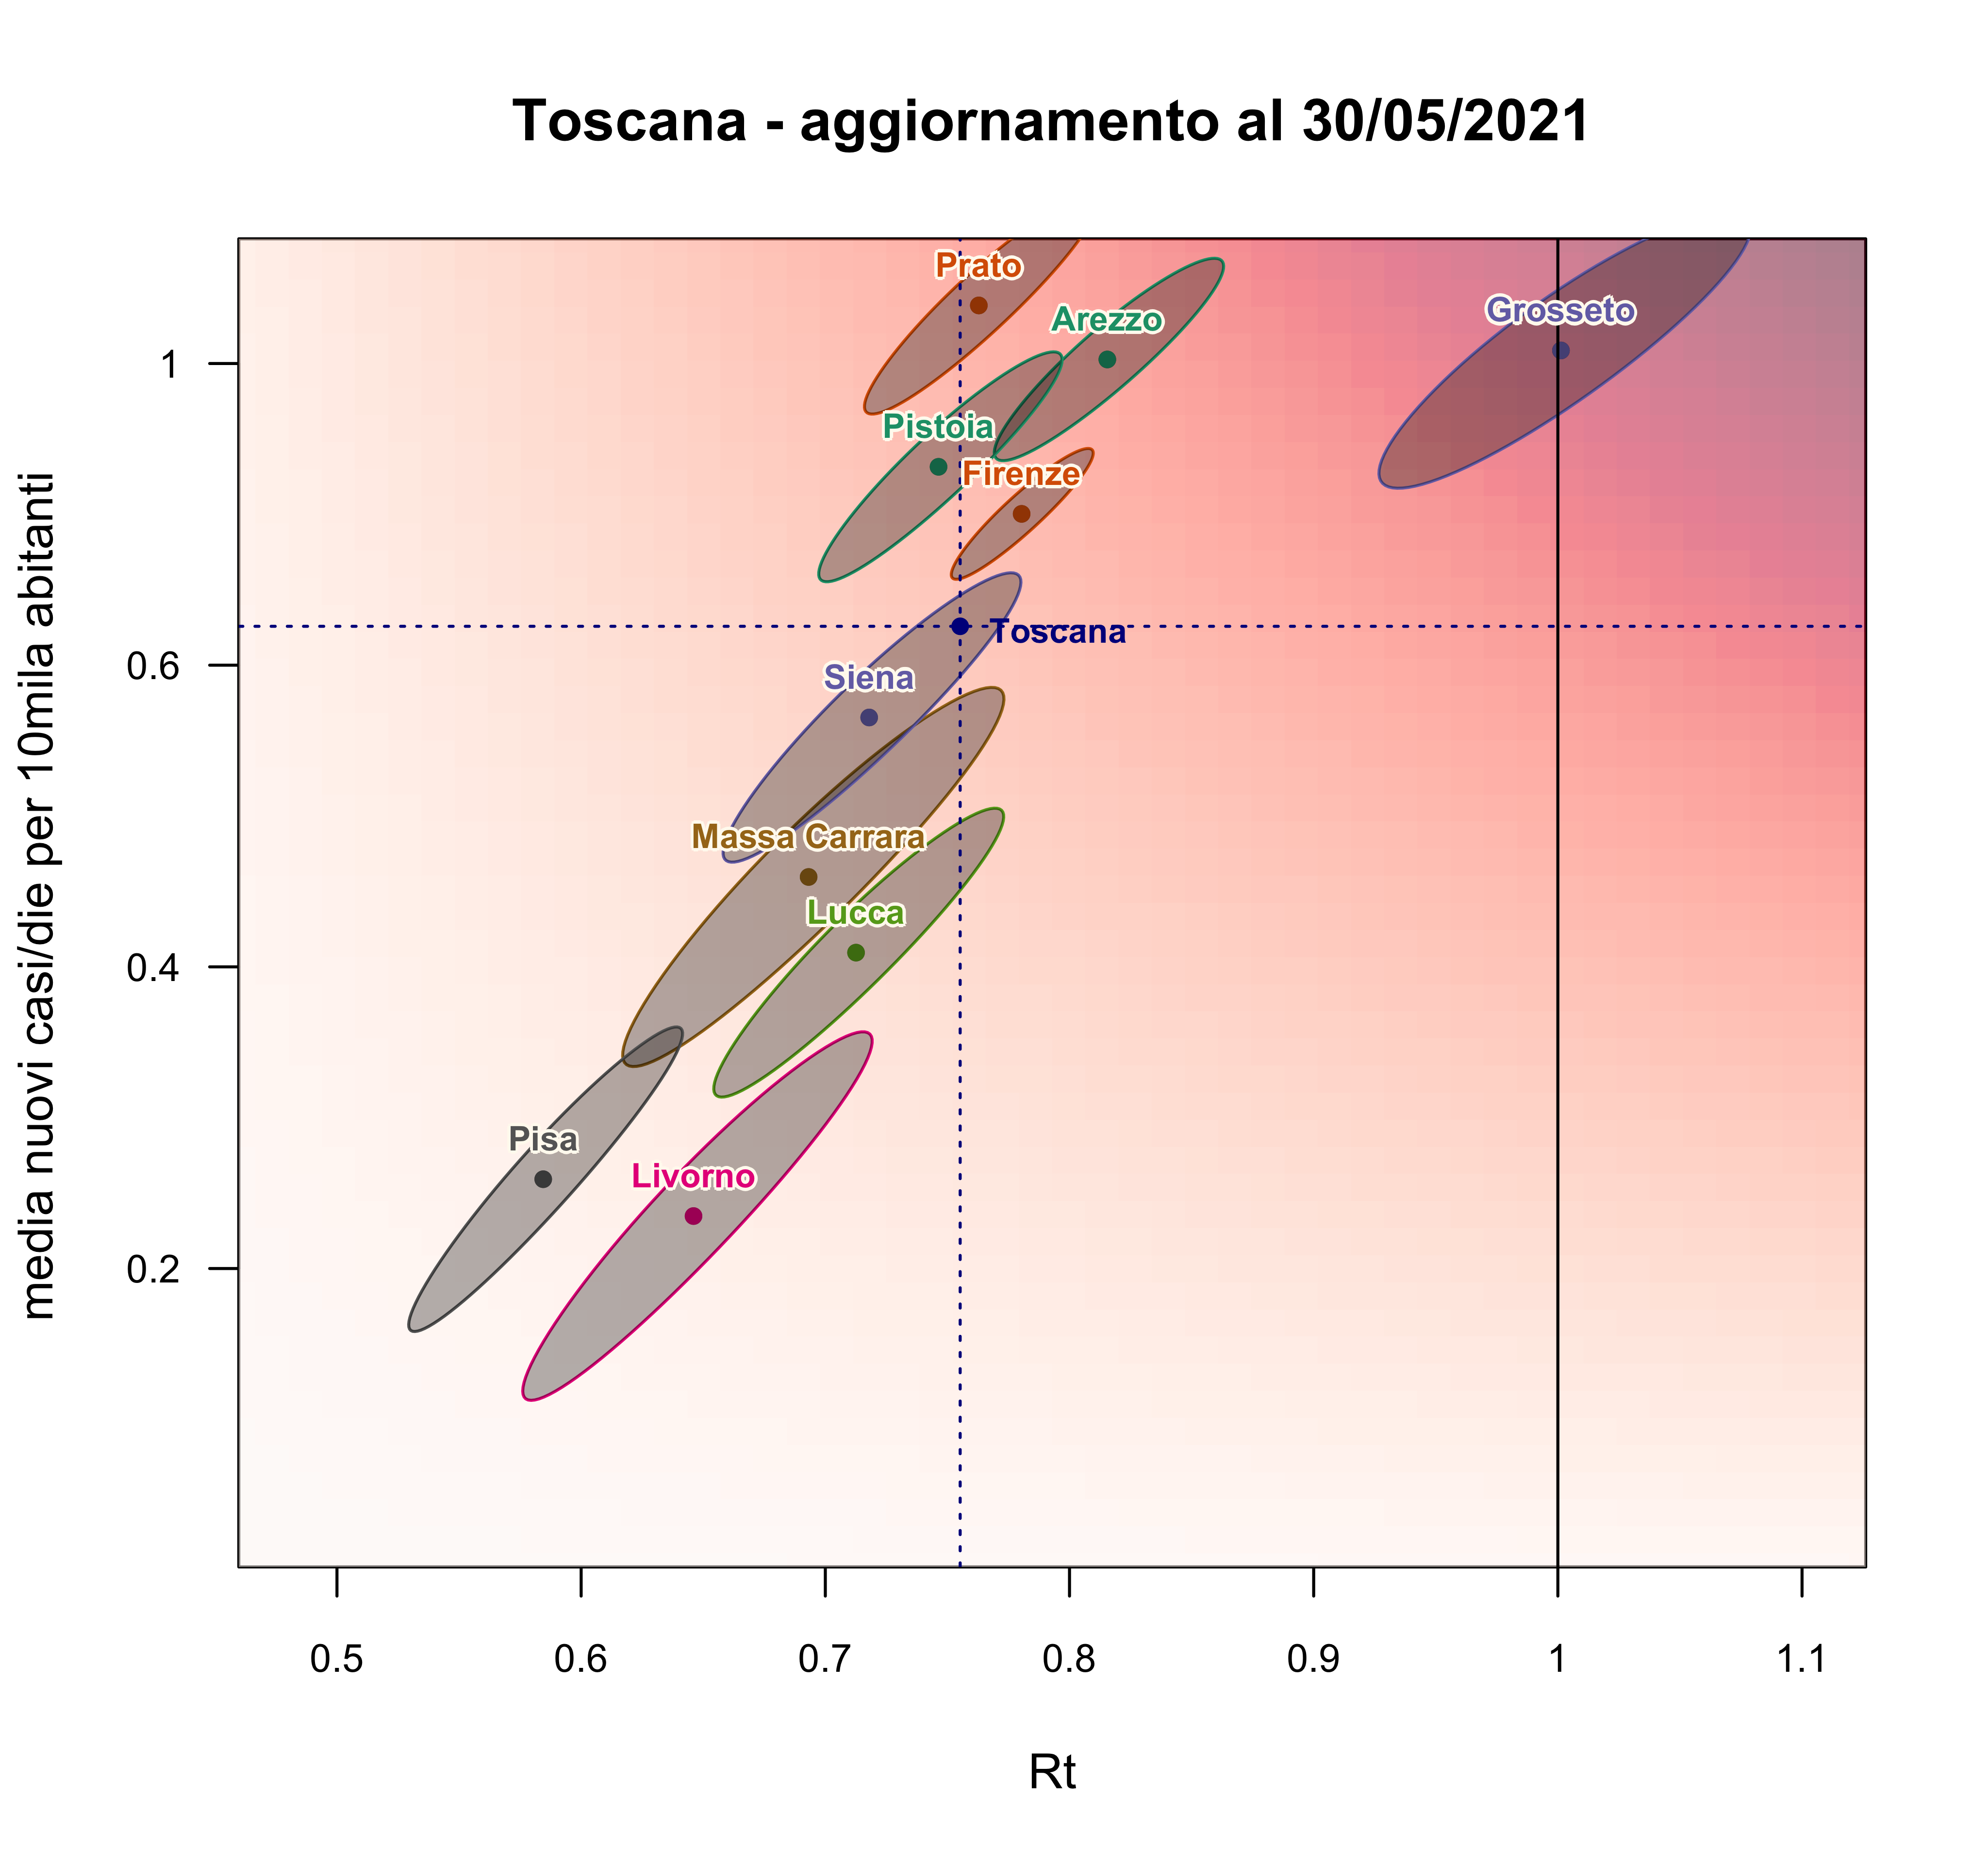 Toscana - aggiornamento al 30/05/2021
media nuovi casi/die per 10mila abitanti
1
0.6
0.4
0.2
Prato
Arezzo
Grosseto
Pistoia
Firenze
Toscana
Siena
Massa Carrara
Lucca
Pisa
Livorno
0.5 0.6 0.7 0.8 0.9 1 1.1
Rt